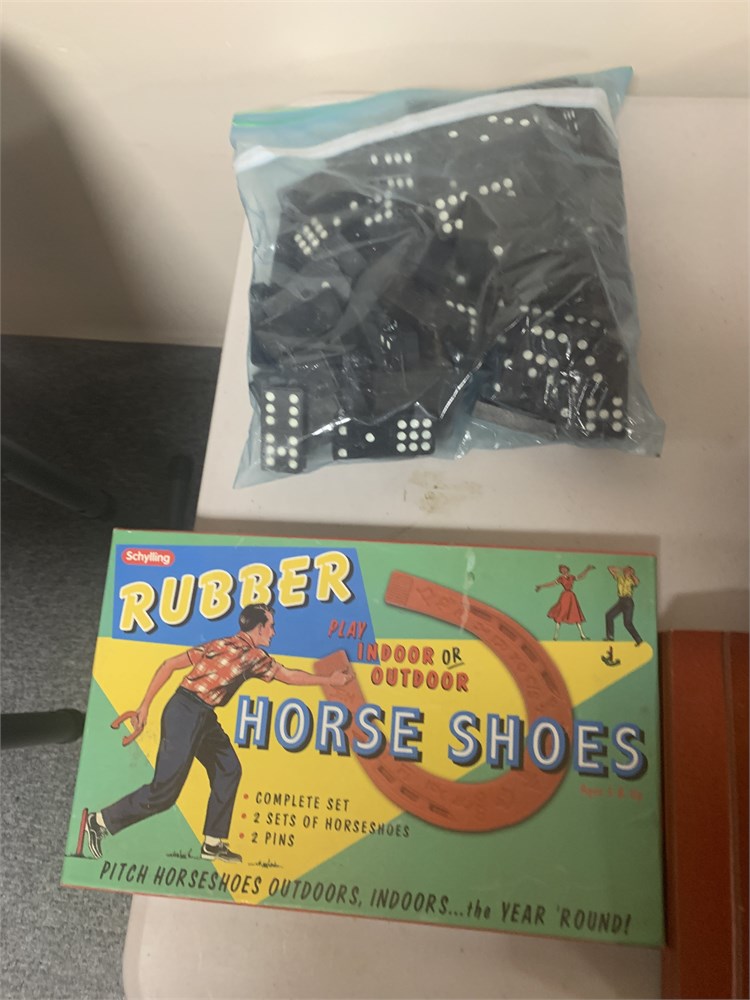 Schylling
RUBBER
PLAY
INDOOR OR
OUTDOOR
HORSE SHOES
• COMPLETE SET
• 2 SETS OF HORSESHOES
• 2 PINS
PITCH HORSESHOES OUTDOORS, INDOORS...the YEAR 'ROUND!